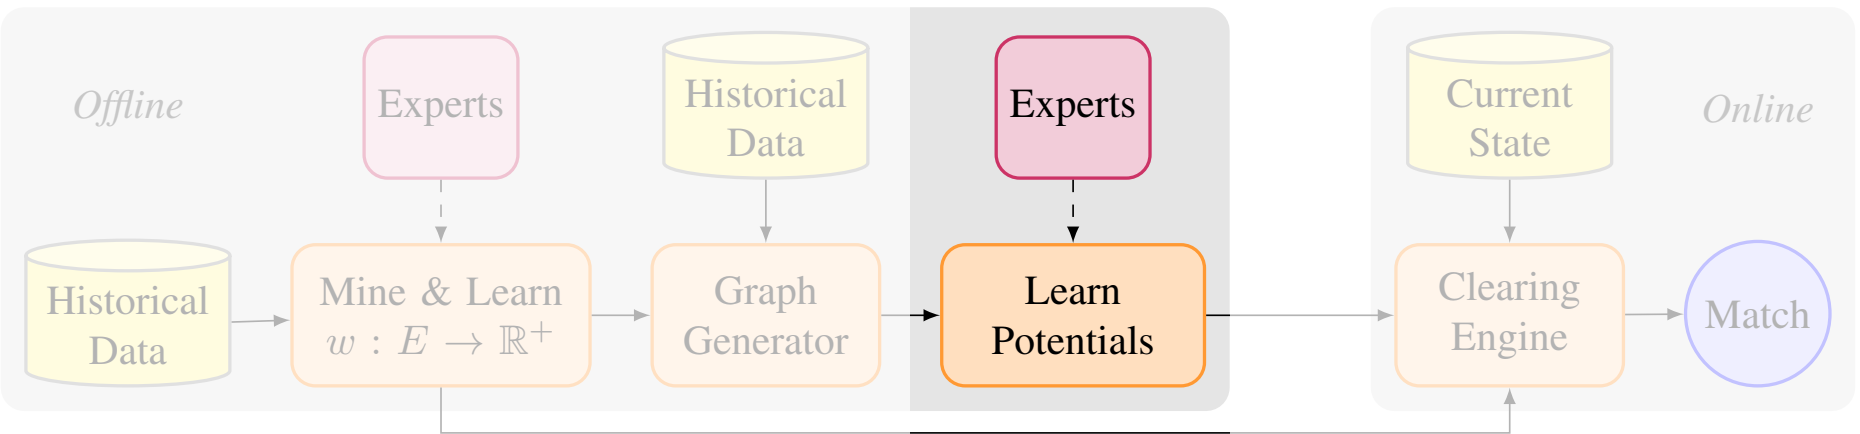 Offline
Experts
Historical
Data
Experts
Current
State
Online
Historical
Data
Mine & Learn
w : E → ℝ⁺
Graph
Generator
Learn
Potentials
Clearing
Engine
Match